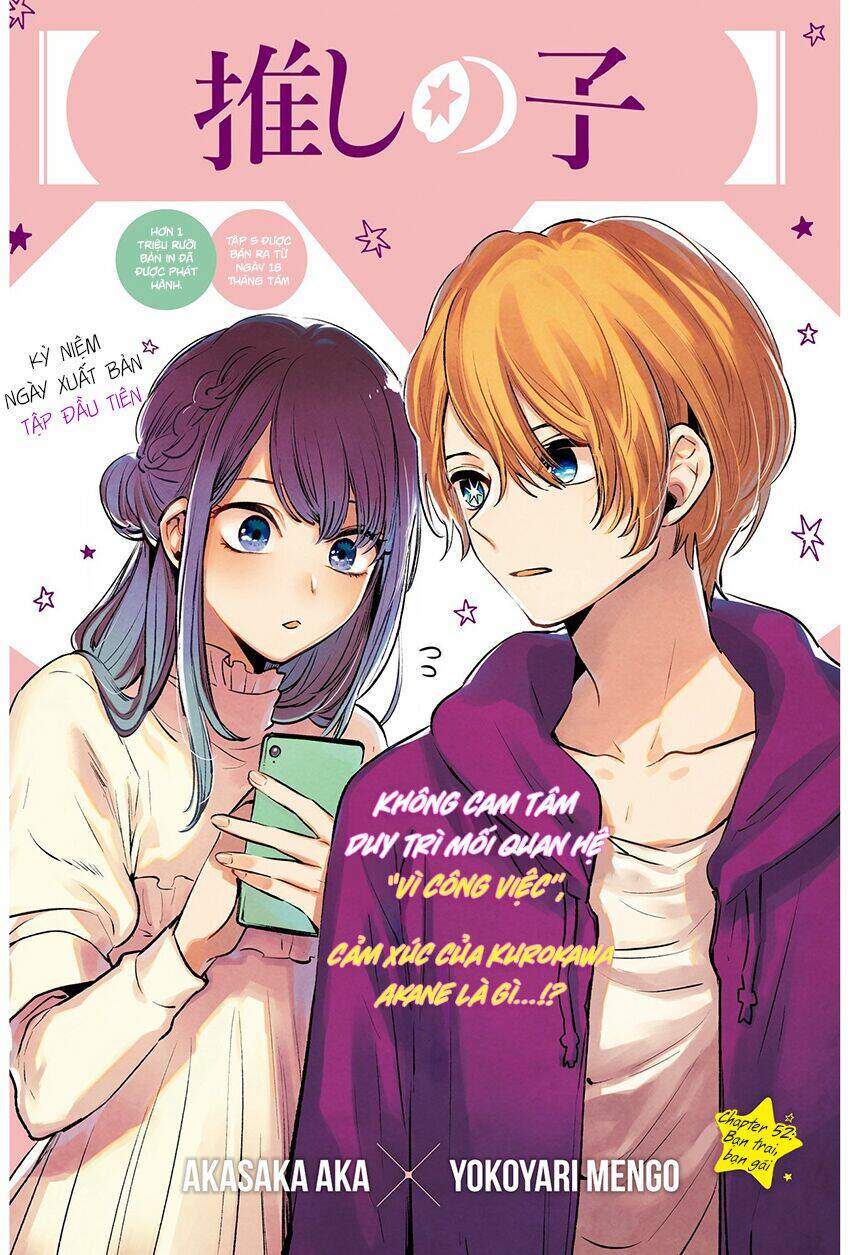 推しの子
HƠN 1
TRIỆU RƯỠI
BẢN IN ĐÃ
ĐƯỢC PHÁT
HÀNH.
TẬP 5 ĐƯỢC
BÁN RA TỪ
NGÀY 18
THÁNG TÁM
KỶ NIỆM
NGÀY XUẤT BẢN
TẬP ĐẦU TIÊN
KHÔNG CAM TÂM
DUY TRÌ MỐI QUAN HỆ
"VÌ CÔNG VIỆC",
CẢM XÚC CỦA KUROKAWA
AKANE LÀ GÌ...!?
Chapter 52:
Bạn trai,
bạn gái
AKASAKA AKA × YOKOYARI MENGO